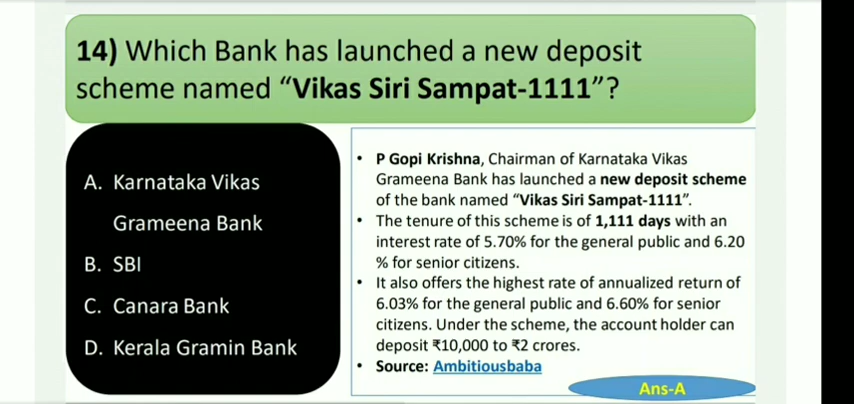 14) Which Bank has launched a new deposit
scheme named “Vikas Siri Sampat-1111”?
A. Karnataka Vikas
Grameena Bank
B. SBI
C. Canara Bank
D. Kerala Gramin Bank
• P Gopi Krishna, Chairman of Karnataka Vikas
Grameena Bank has launched a new deposit scheme
of the bank named “Vikas Siri Sampat-1111”.
• The tenure of this scheme is of 1,111 days with an
interest rate of 5.70% for the general public and 6.20
% for senior citizens.
• It also offers the highest rate of annualized return of
6.03% for the general public and 6.60% for senior
citizens. Under the scheme, the account holder can
deposit ₹10,000 to ₹2 crores.
• Source: Ambitiousbaba
Ans-A